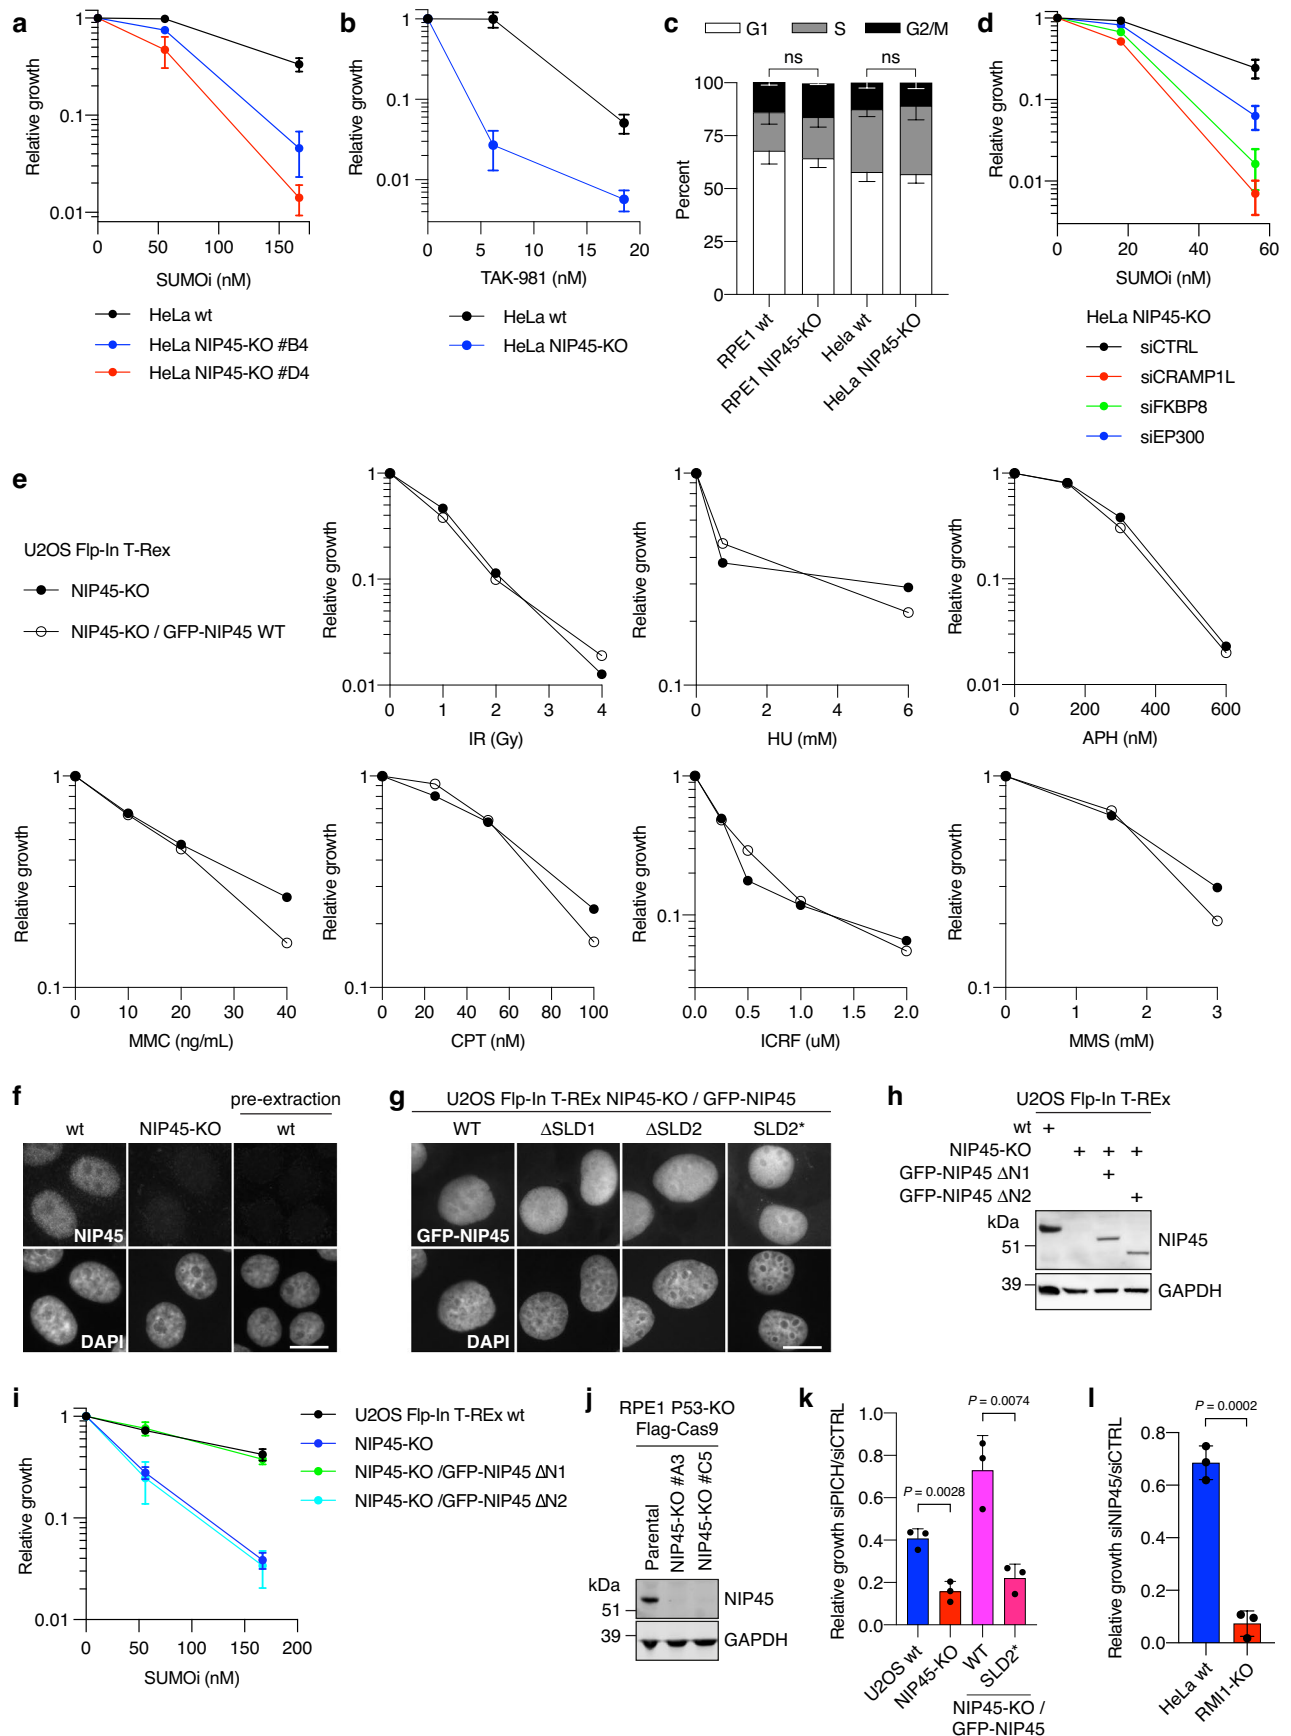 a
Relative growth
1
0.1
0.01
0
50
100
150
SUMOi (nM)
HeLa wt
HeLa NIP45-KO #B4
HeLa NIP45-KO #D4
b
Relative growth
1
0.1
0.01
0
5
10
15
20
TAK-981 (nM)
HeLa wt
HeLa NIP45-KO
c
G1
S
G2/M
ns
ns
Percent
100
75
50
25
0
RPE1 wt
RPE1 NIP45-KO
Hela wt
HeLa NIP45-KO
d
Relative growth
1
0.1
0.01
0
20
40
60
SUMOi (nM)
HeLa NIP45-KO
siCTRL
siCRAMP1L
siFKBP8
siEP300
e
U2OS Flp-In T-Rex
NIP45-KO
NIP45-KO / GFP-NIP45 WT
Relative growth
1
0.1
0.01
0
1
2
3
4
IR (Gy)
Relative growth
1
0.1
0
2
4
6
HU (mM)
Relative growth
1
0.1
0.01
0
200
400
600
APH (nM)
Relative growth
1
0.1
0
10
20
30
40
MMC (ng/mL)
Relative growth
1
0.1
0
20
40
60
80
100
CPT (nM)
Relative growth
1
0.1
0.0
0.5
1.0
1.5
2.0
ICRF (uM)
Relative growth
1
0.1
0
1
2
3
MMS (mM)
f
pre-extraction
wt
NIP45-KO
wt
NIP45
DAPI
g
U2OS Flp-In T-REx NIP45-KO / GFP-NIP45
WT
ΔSLD1
ΔSLD2
SLD2*
GFP-NIP45
DAPI
h
U2OS Flp-In T-REx
wt +
NIP45-KO + + +
GFP-NIP45 ΔN1 +
GFP-NIP45 ΔN2 +
kDa
51
NIP45
39
GAPDH
i
Relative growth
1
0.1
0.01
0
50
100
150
200
SUMOi (nM)
U2OS Flp-In T-REx wt
NIP45-KO
NIP45-KO /GFP-NIP45 ΔN1
NIP45-KO /GFP-NIP45 ΔN2
j
RPE1 P53-KO
Flag-Cas9
Parental
NIP45-KO #A3
NIP45-KO #C5
kDa
51
NIP45
39
GAPDH
k
Relative growth siPICH/siCTRL
1.0
0.8
0.6
0.4
0.2
0.0
P = 0.0028
P = 0.0074
U2OS wt
NIP45-KO
WT
SLD2*
NIP45-KO /
GFP-NIP45
l
Relative growth siNIP45/siCTRL
0.8
0.6
0.4
0.2
0.0
P = 0.0002
HeLa wt
RMI1-KO